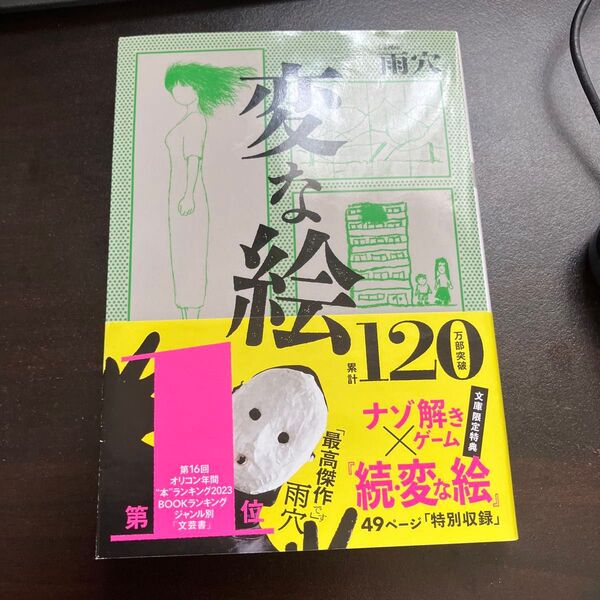 雨穴
変な絵
累計120万部突破
第1位
第16回
オリコン年間
"本"ランキング2023
BOOKランキング
ジャンル別
「文芸書」
「最高傑作です」
雨穴
文庫限定特典
ナゾ解き
×ゲーム
『続・変な絵』
49ページ「特別収録」